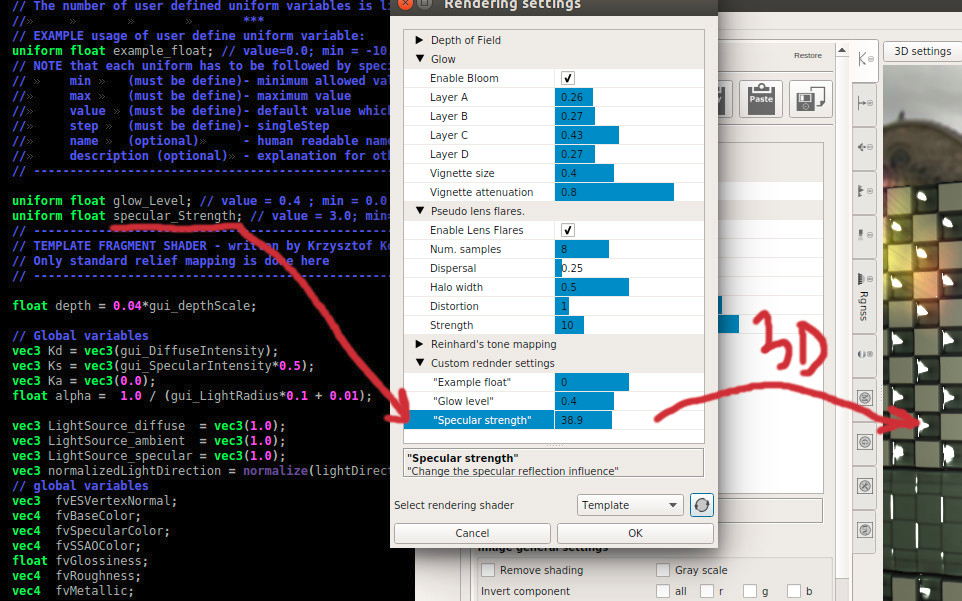 // The number of user defined uniform variables is li
//» » » » ***
// EXAMPLE usage of user define uniform variable:
uniform float example_float; // value=0.0; min = -10
// NOTE that each uniform has to be followed by speci
// » min » (must be define)- minimum allowed val
// » max » (must be define)- maximum value
// » value » (must be define)- default value which
// » step » (must be define)- singleStep
// » name » (optional)» - human readable name
//» description (optional)» - explanation for oth
// ------------------------------------------------
uniform float glow_Level; // value = 0.4 ; min = 0.0
uniform float specular_Strength; // value = 3.0; min=
// ------------------------------------------------
// TEMPLATE FRAGMENT SHADER - written by Krzysztof Ko
// Only standard relief mapping is done here
// ------------------------------------------------
float depth = 0.04*gui_depthScale;
// Global variables
vec3 Kd = vec3(gui_DiffuseIntensity);
vec3 Ks = vec3(gui_SpecularIntensity*0.5);
vec3 Ka = vec3(0.0);
float alpha = 1.0 / (gui_LightRadius*0.1 + 0.01);
vec3 LightSource_diffuse = vec3(1.0);
vec3 LightSource_ambient = vec3(1.0);
vec3 LightSource_specular = vec3(1.0);
vec3 normalizedLightDirection = normalize(lightDirect
// global variables
vec3 fvESVertexNormal;
vec4 fvBaseColor;
vec4 fvSpecularColor;
vec4 fvSSAOColor;
float fvGlossiness;
vec4 fvRoughness;
vec4 fvMetallic;
Rendering settings
Depth of Field
Glow
Enable Bloom
Layer A 0.26
Layer B 0.27
Layer C 0.43
Layer D 0.27
Vignette size 0.4
Vignette attenuation 0.8
Pseudo lens flares.
Enable Lens Flares
Num. samples 8
Dispersal 0.25
Halo width 0.5
Distortion 1
Strength 10
Reinhard's tone mapping
Custom rednder settings
"Example float" 0
"Glow level" 0.4
"Specular strength" 38.9
"Specular strength"
"Change the specular reflection influence"
Select rendering shader Template
Cancel OK
Restore
Paste
3D settings
Rgnss
3D
Image general settings
Remove shading Gray scale
Invert component all r g b